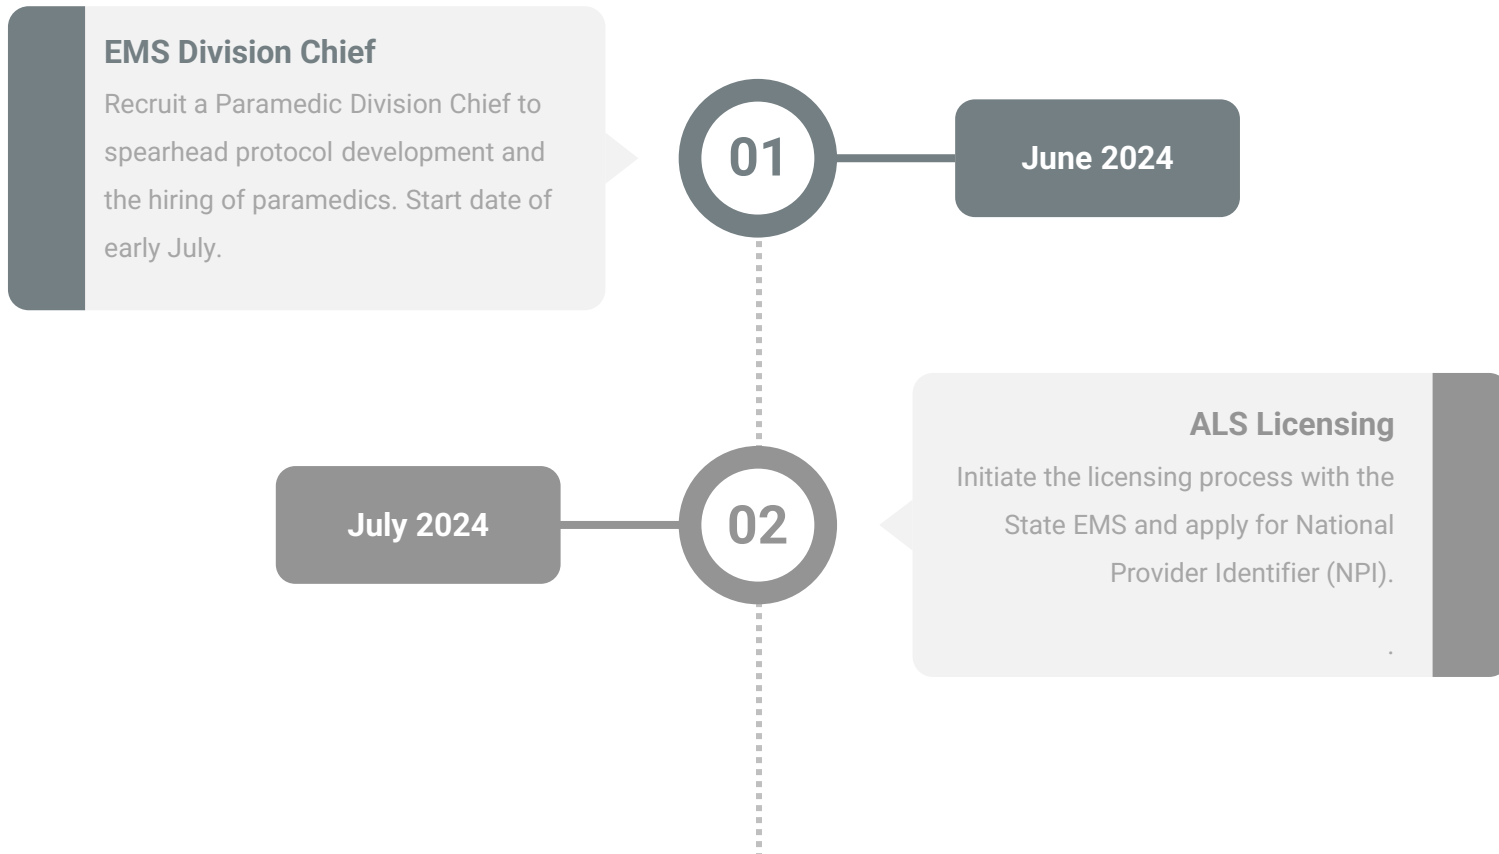 EMS Division Chief
Recruit a Paramedic Division Chief to
spearhead protocol development and
the hiring of paramedics. Start date of
early July.
01
June 2024
July 2024
02
ALS Licensing
Initiate the licensing process with the
State EMS and apply for National
Provider Identifier (NPI).
.